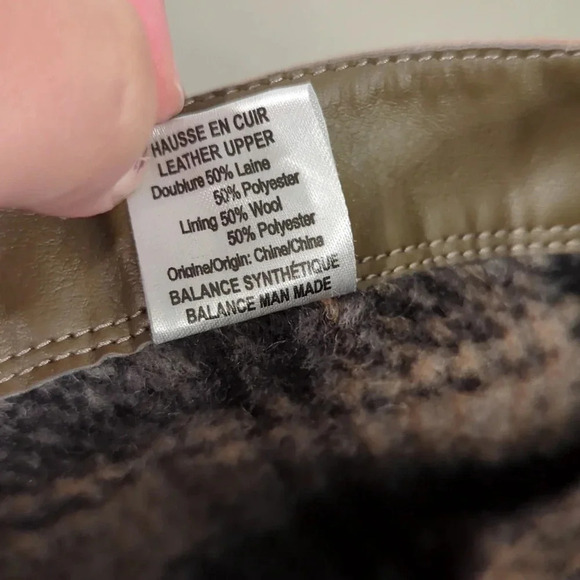 HAUSSE EN CUIR
LEATHER UPPER
Doublure 50% Laine
50% Polyester
Lining 50% Wool
50% Polyester
Origine/Origin: Chine/China
BALANCE SYNTHÉTIQUE
BALANCE MAN MADE